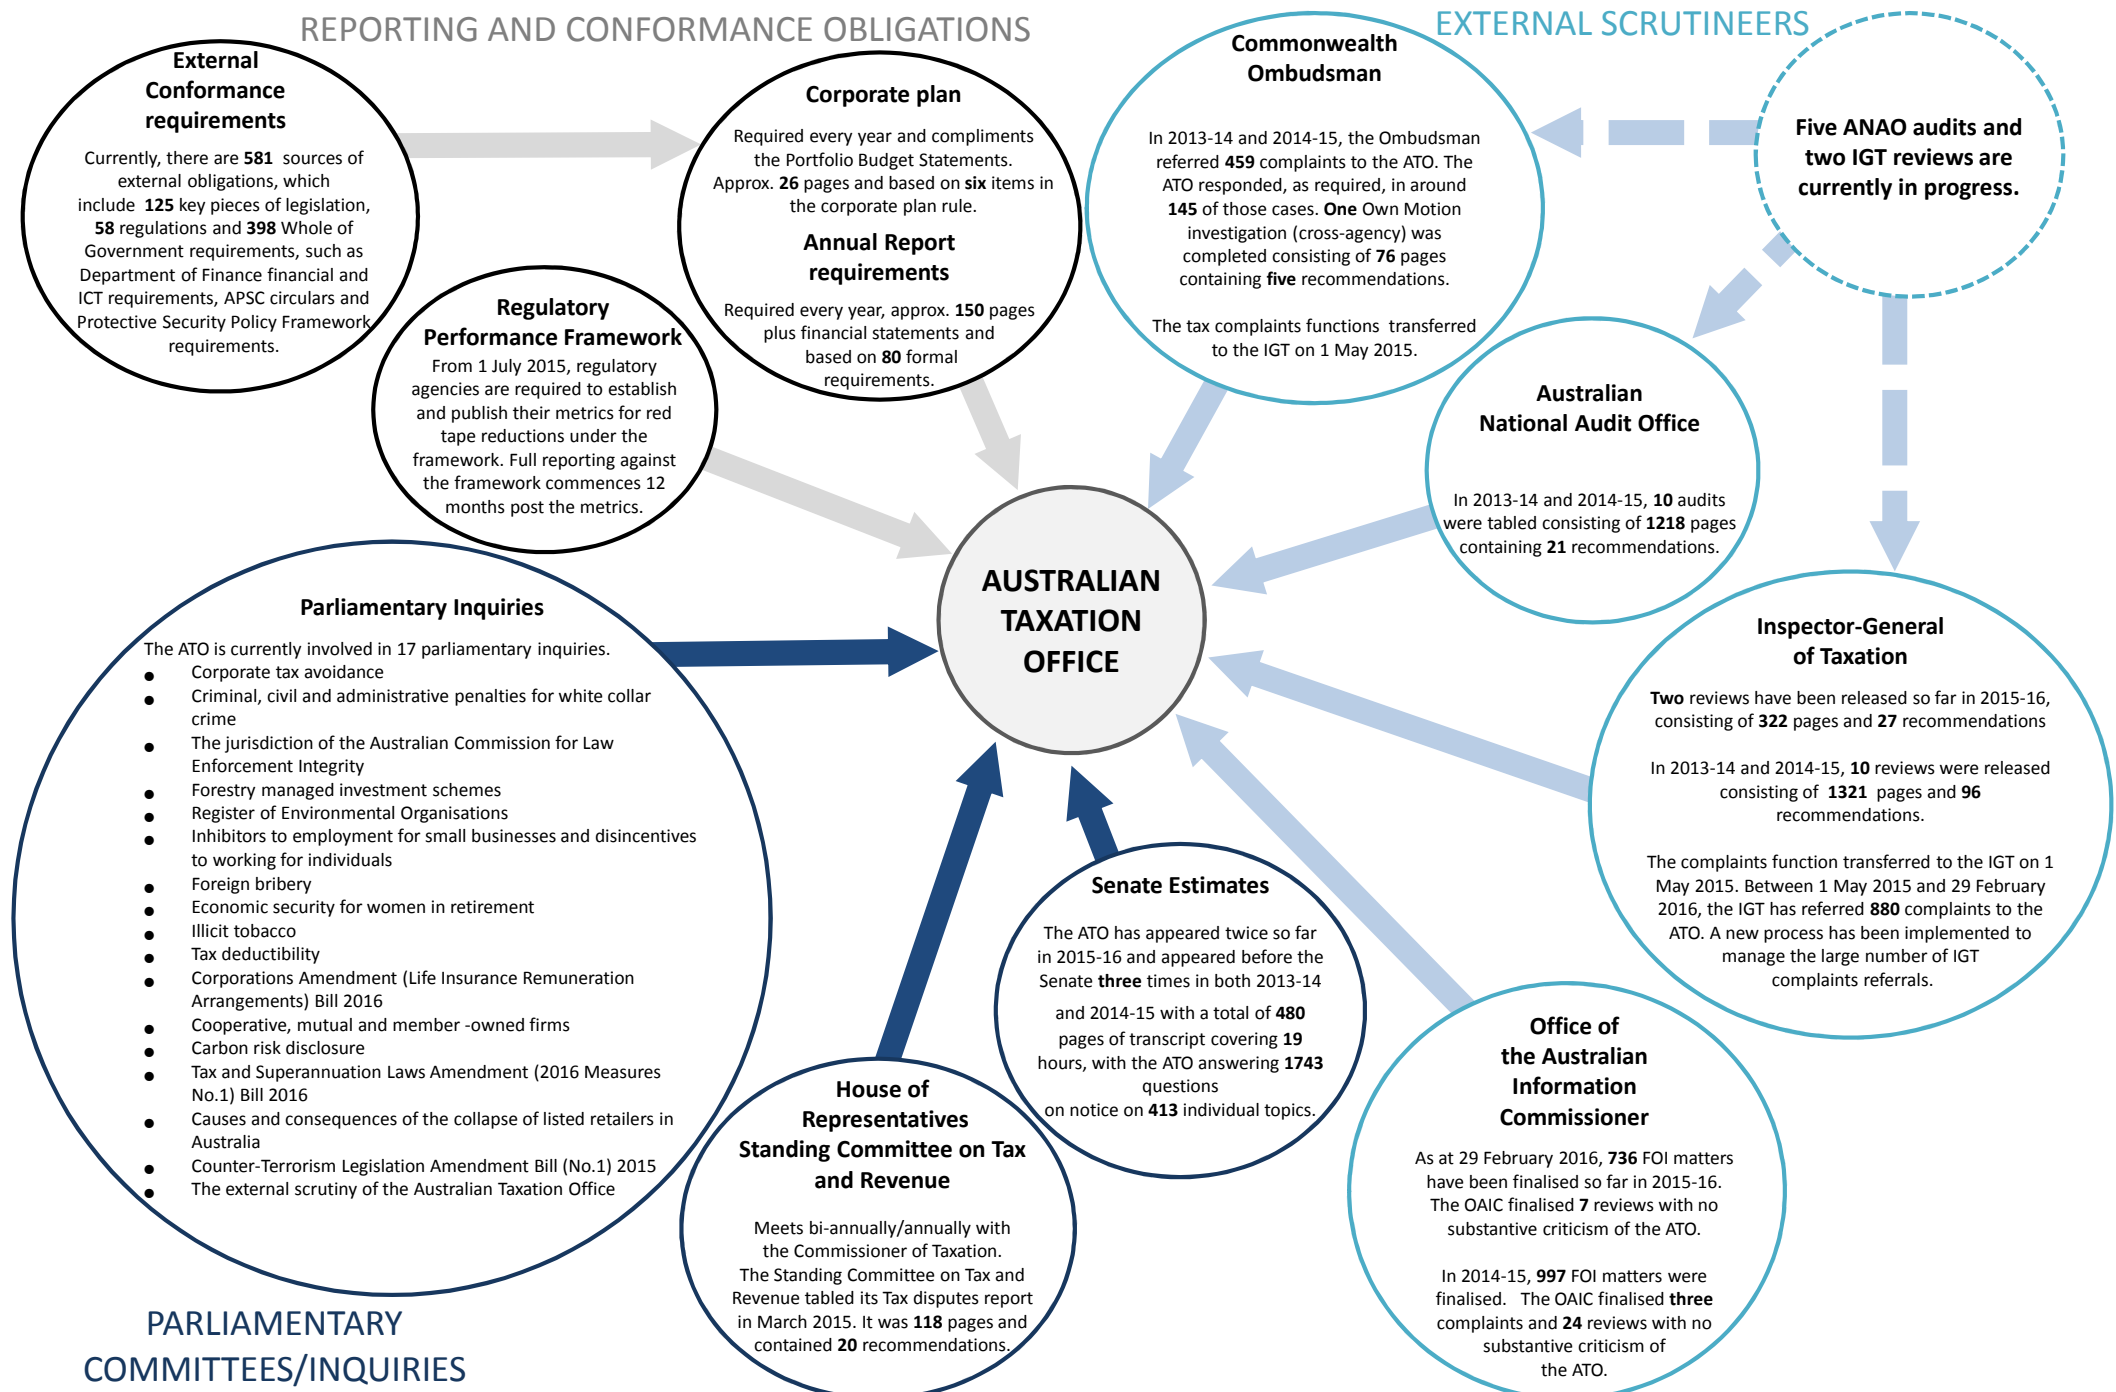 REPORTING AND CONFORMANCE OBLIGATIONS
External
Conformance
requirements
Currently, there are 581 sources of
external obligations, which
include 125 key pieces of legislation,
58 regulations and 398 Whole of
Government requirements, such as
Department of Finance financial and
ICT requirements, APSC circulars and
Protective Security Policy Framework
requirements.
Corporate plan
Required every year and compliments
the Portfolio Budget Statements.
Approx. 26 pages and based on six items in
the corporate plan rule.
Annual Report
requirements
Required every year, approx. 150 pages
plus financial statements and
based on 80 formal
requirements.
Regulatory
Performance Framework
From 1 July 2015, regulatory
agencies are required to establish
and publish their metrics for red
tape reductions under the
framework. Full reporting against
the framework commences 12
months post the metrics.
EXTERNAL SCRUTINEERS
Commonwealth
Ombudsman
In 2013-14 and 2014-15, the Ombudsman
referred 459 complaints to the ATO. The
ATO responded, as required, in around
145 of those cases. One Own Motion
investigation (cross-agency) was
completed consisting of 76 pages
containing five recommendations.
The tax complaints functions transferred
to the IGT on 1 May 2015.
Five ANAO audits and
two IGT reviews are
currently in progress.
Australian
National Audit Office
In 2013-14 and 2014-15, 10 audits
were tabled consisting of 1218 pages
containing 21 recommendations.
AUSTRALIAN
TAXATION
OFFICE
Inspector-General
of Taxation
Two reviews have been released so far in 2015-16,
consisting of 322 pages and 27 recommendations
In 2013-14 and 2014-15, 10 reviews were released
consisting of 1321 pages and 96
recommendations.
The complaints function transferred to the IGT on 1
May 2015. Between 1 May 2015 and 29 February
2016, the IGT has referred 880 complaints to the
ATO. A new process has been implemented to
manage the large number of IGT
complaints referrals.
Parliamentary Inquiries
The ATO is currently involved in 17 parliamentary inquiries.
● Corporate tax avoidance
● Criminal, civil and administrative penalties for white collar
crime
● The jurisdiction of the Australian Commission for Law
Enforcement Integrity
● Forestry managed investment schemes
● Register of Environmental Organisations
● Inhibitors to employment for small businesses and disincentives
to working for individuals
● Foreign bribery
● Economic security for women in retirement
● Illicit tobacco
● Tax deductibility
● Corporations Amendment (Life Insurance Remuneration
Arrangements) Bill 2016
● Cooperative, mutual and member -owned firms
● Carbon risk disclosure
● Tax and Superannuation Laws Amendment (2016 Measures
No.1) Bill 2016
● Causes and consequences of the collapse of listed retailers in
Australia
● Counter-Terrorism Legislation Amendment Bill (No.1) 2015
● The external scrutiny of the Australian Taxation Office
Senate Estimates
The ATO has appeared twice so far
in 2015-16 and appeared before the
Senate three times in both 2013-14
and 2014-15 with a total of 480
pages of transcript covering 19
hours, with the ATO answering 1743
questions
on notice on 413 individual topics.
House of
Representatives
Standing Committee on Tax
and Revenue
Meets bi-annually/annually with
the Commissioner of Taxation.
The Standing Committee on Tax and
Revenue tabled its Tax disputes report
in March 2015. It was 118 pages and
contained 20 recommendations.
Office of
the Australian
Information
Commissioner
As at 29 February 2016, 736 FOI matters
have been finalised so far in 2015-16.
The OAIC finalised 7 reviews with no
substantive criticism of the ATO.
In 2014-15, 997 FOI matters were
finalised. The OAIC finalised three
complaints and 24 reviews with no
substantive criticism of
the ATO.
PARLIAMENTARY
COMMITTEES/INQUIRIES